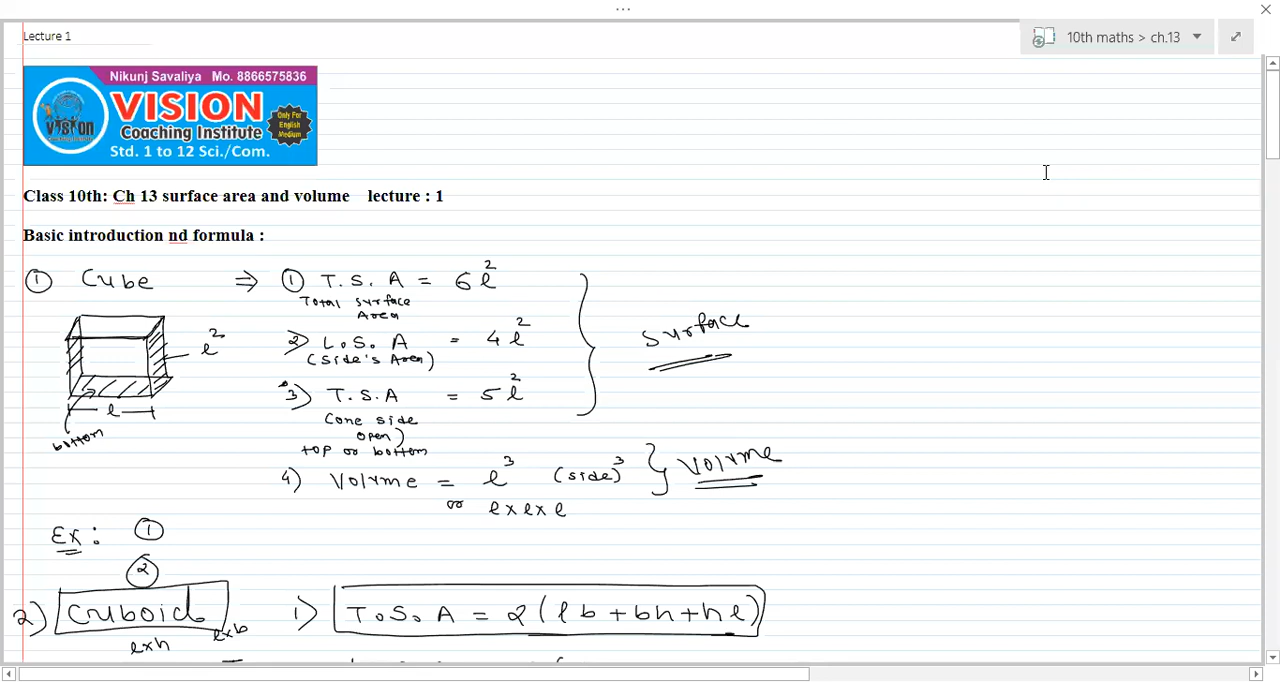 Lecture 1
10th maths > ch.13
Nikunj Savaliya Mo. 8866575836
VISION
Coaching Institute
Only For English Medium
Std. 1 to 12 Sci./Com.
vision
Class 10th: Ch 13 surface area and volume lecture : 1
Basic introduction nd formula :
① Cube ⇒ ① T. S. A = 6l²
Total surface
Area
2) L. S. A = 4l²
(side's Area)
l²
surface
3) T. S. A = 5l²
l
(one side
open)
bottom
top or bottom
4) Volume = l³ (side)³
Volume
or l×l×l
Ex : ①
②
2) Cuboid 1) T. S. A = 2(lb + bh + hl)
l×b
l×h